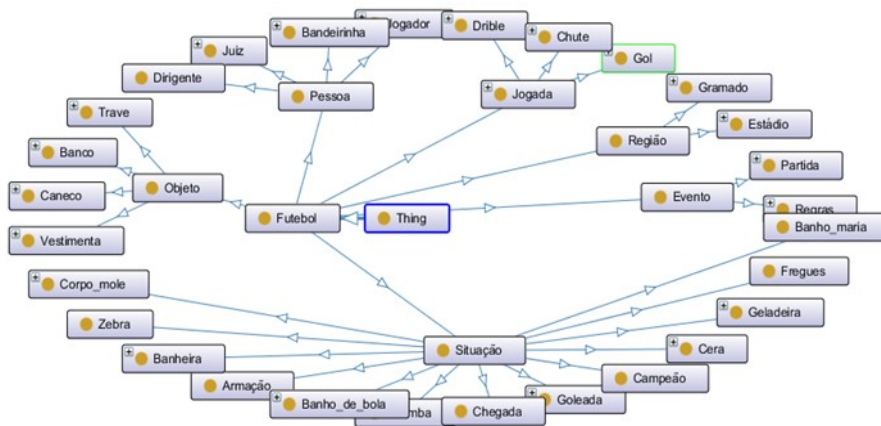 Drible
Jogador
Bandeirinha
Chute
Juiz
Gol
Dirigente
Gramado
Pessoa
Jogada
Trave
Estádio
Região
Banco
Partida
Objeto
Caneco
Evento
Regras
Futebol
Thing
Banho_maria
Vestimenta
Fregues
Corpo_mole
Geladeira
Zebra
Situação
Cera
Banheira
Campeão
Armação
Goleada
Banho_de_bola
Chegada